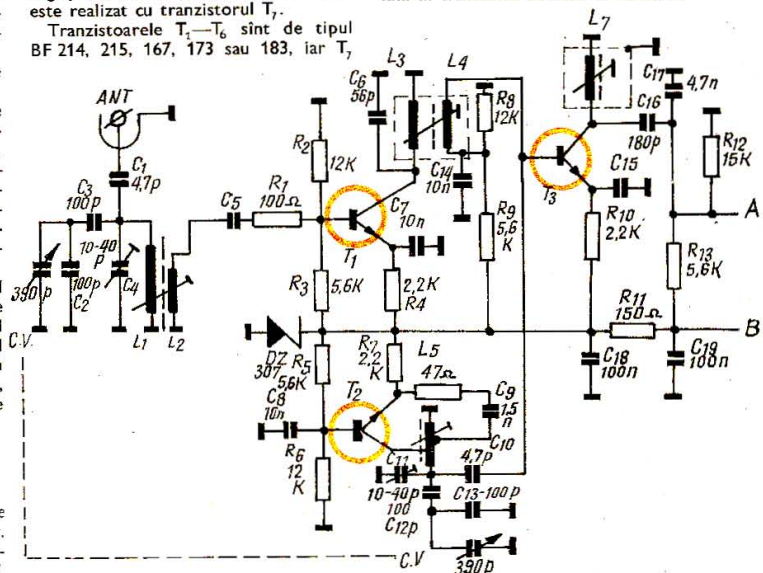 este realizat cu tranzistorul T7.
Tranzistoarele T1—T6 sînt de tipul
BF 214, 215, 167, 173 sau 183, iar T7
ANT
C1
4,7p
C3
100p
10-40
p
C4
390p
100p
C2
C.V.
L1
L2
C5
R1
100Ω
R2
12K
C6
56p
L3
L4
R8
12K
C14
10n
C7
10n
T1
R9
5,6
K
R3
5,6K
2,2K
R4
DZ
307
R5
5,6K
R7
2,2
K
L5
47Ω
C8
10n
T2
C9
1,5
n
C10
4,7p
R6
12
K
C11
10-40p
100
C12p
C13-100p
C.V
390p
L7
C17
4,7n
C16
180p
R12
15K
T3
C15
R10
2,2K
A
R13
5,6K
R11
150Ω
B
C18
100n
C19
100n